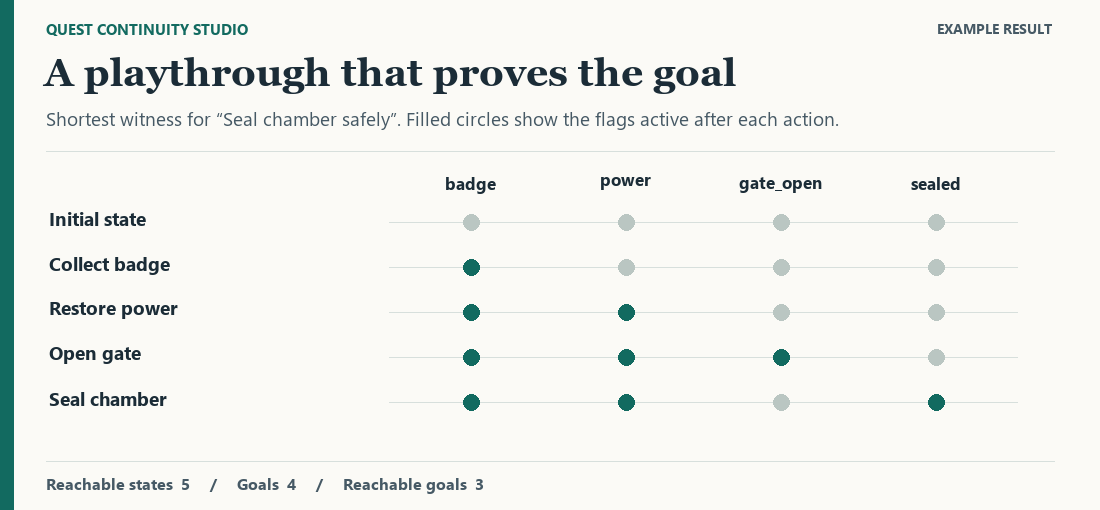 QUEST CONTINUITY STUDIO
EXAMPLE RESULT
A playthrough that proves the goal
Shortest witness for “Seal chamber safely”. Filled circles show the flags active after each action.
badge power gate_open sealed
Initial state
Collect badge
Restore power
Open gate
Seal chamber
Reachable states 5 / Goals 4 / Reachable goals 3